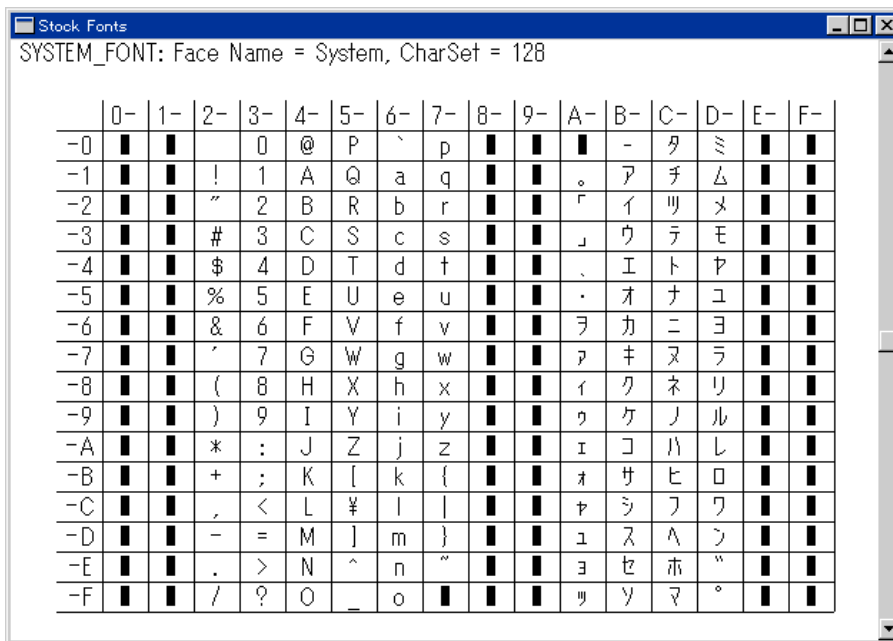 Stock Fonts
SYSTEM_FONT: Face Name = System, CharSet = 128
0- 1- 2- 3- 4- 5- 6- 7- 8- 9- A- B- C- D- E- F-
-0 0 @ P ` p ｰ ﾀ ﾐ
-1 ! 1 A Q a q ｡ ｱ ﾁ ﾑ
-2 " 2 B R b r ｢ ｲ ﾂ ﾒ
-3 # 3 C S c s ｣ ｳ ﾃ ﾓ
-4 $ 4 D T d t ､ ｴ ﾄ ﾔ
-5 % 5 E U e u ･ ｵ ﾅ ﾕ
-6 & 6 F V f v ｦ ｶ ﾆ ﾖ
-7 ' 7 G W g w ｧ ｷ ﾇ ﾗ
-8 ( 8 H X h x ｨ ｸ ﾈ ﾘ
-9 ) 9 I Y i y ｩ ｹ ﾉ ﾙ
-A * : J Z j z ｪ ｺ ﾊ ﾚ
-B + ; K [ k { ｫ ｻ ﾋ ﾛ
-C , < L ¥ l | ｬ ｼ ﾌ ﾜ
-D - = M ] m } ｭ ｽ ﾍ ﾝ
-E . > N ^ n ~ ｮ ｾ ﾎ ﾞ
-F / ? O _ o ｯ ｿ ﾏ ﾟ